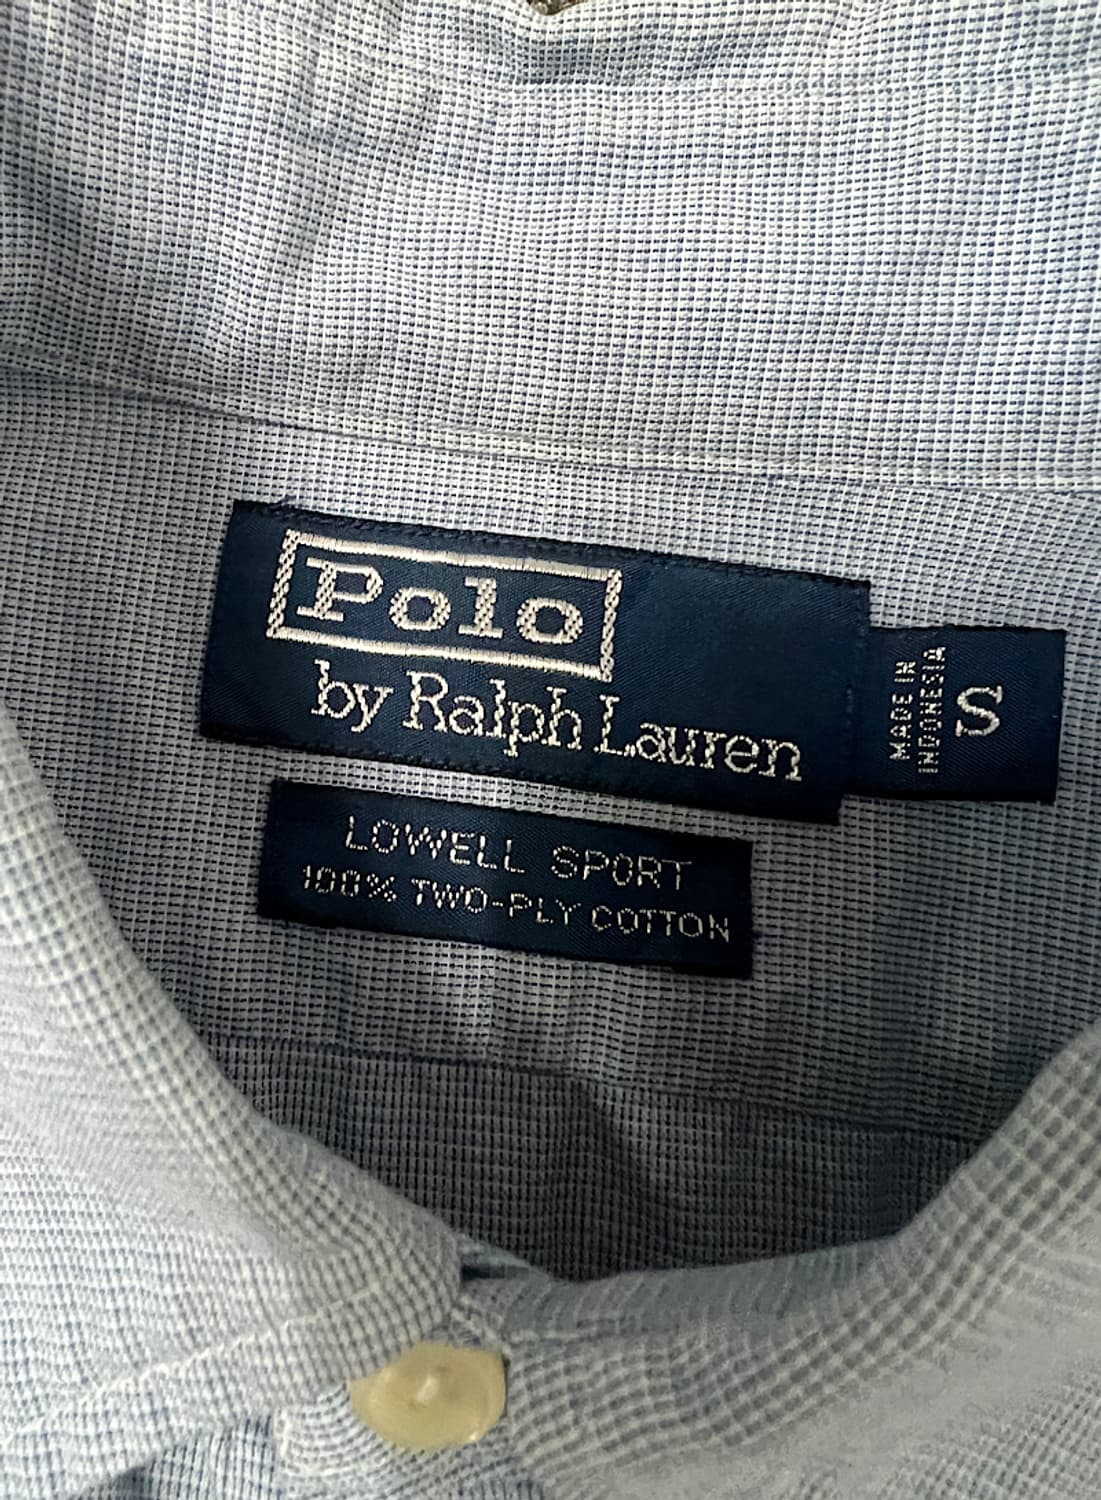 Polo
by Ralph Lauren
MADE IN
INDONESIA
S
LOWELL SPORT
100% TWO-PLY COTTON